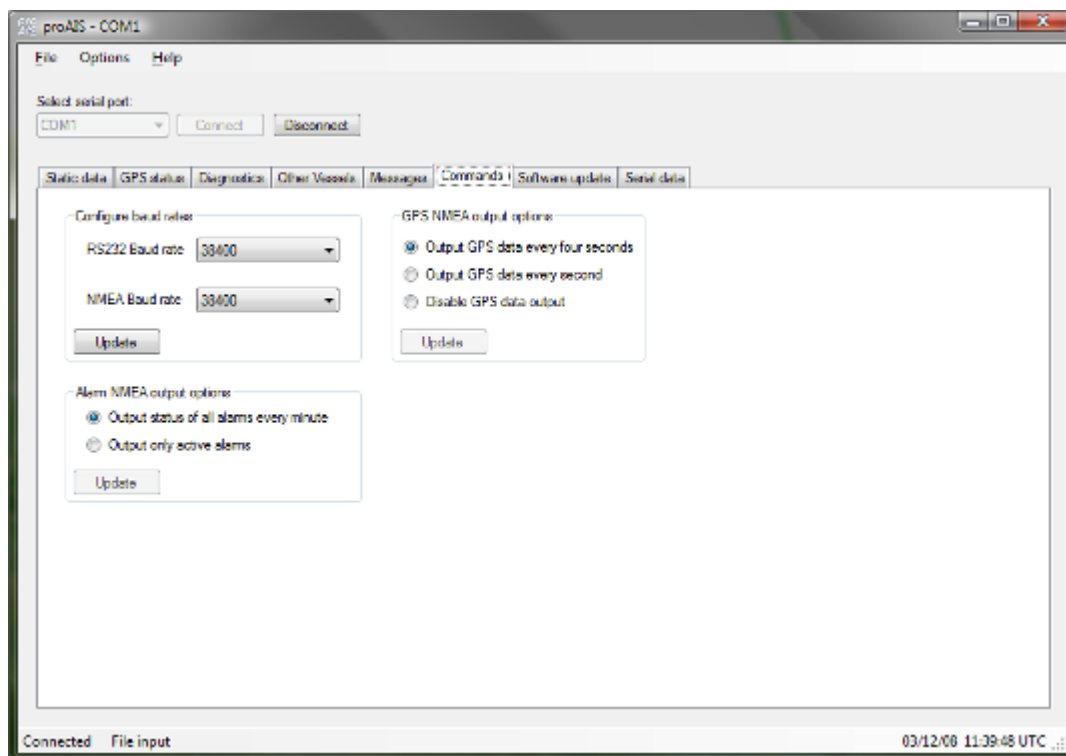 proAIS - COM1
File Options Help
Select serial port:
COM1 Connect Disconnect
Static data GPS status Diagnostics Other Vessels Messages Commands Software update Serial data
Configure baud rates
RS232 Baud rate 38400
NMEA Baud rate 38400
Update
GPS NMEA output options
Output GPS data every four seconds
Output GPS data every second
Disable GPS data output
Update
Alarm NMEA output options
Output status of all alarms every minute
Output only active alarms
Update
Connected File input 03/12/08 11:39:48 UTC